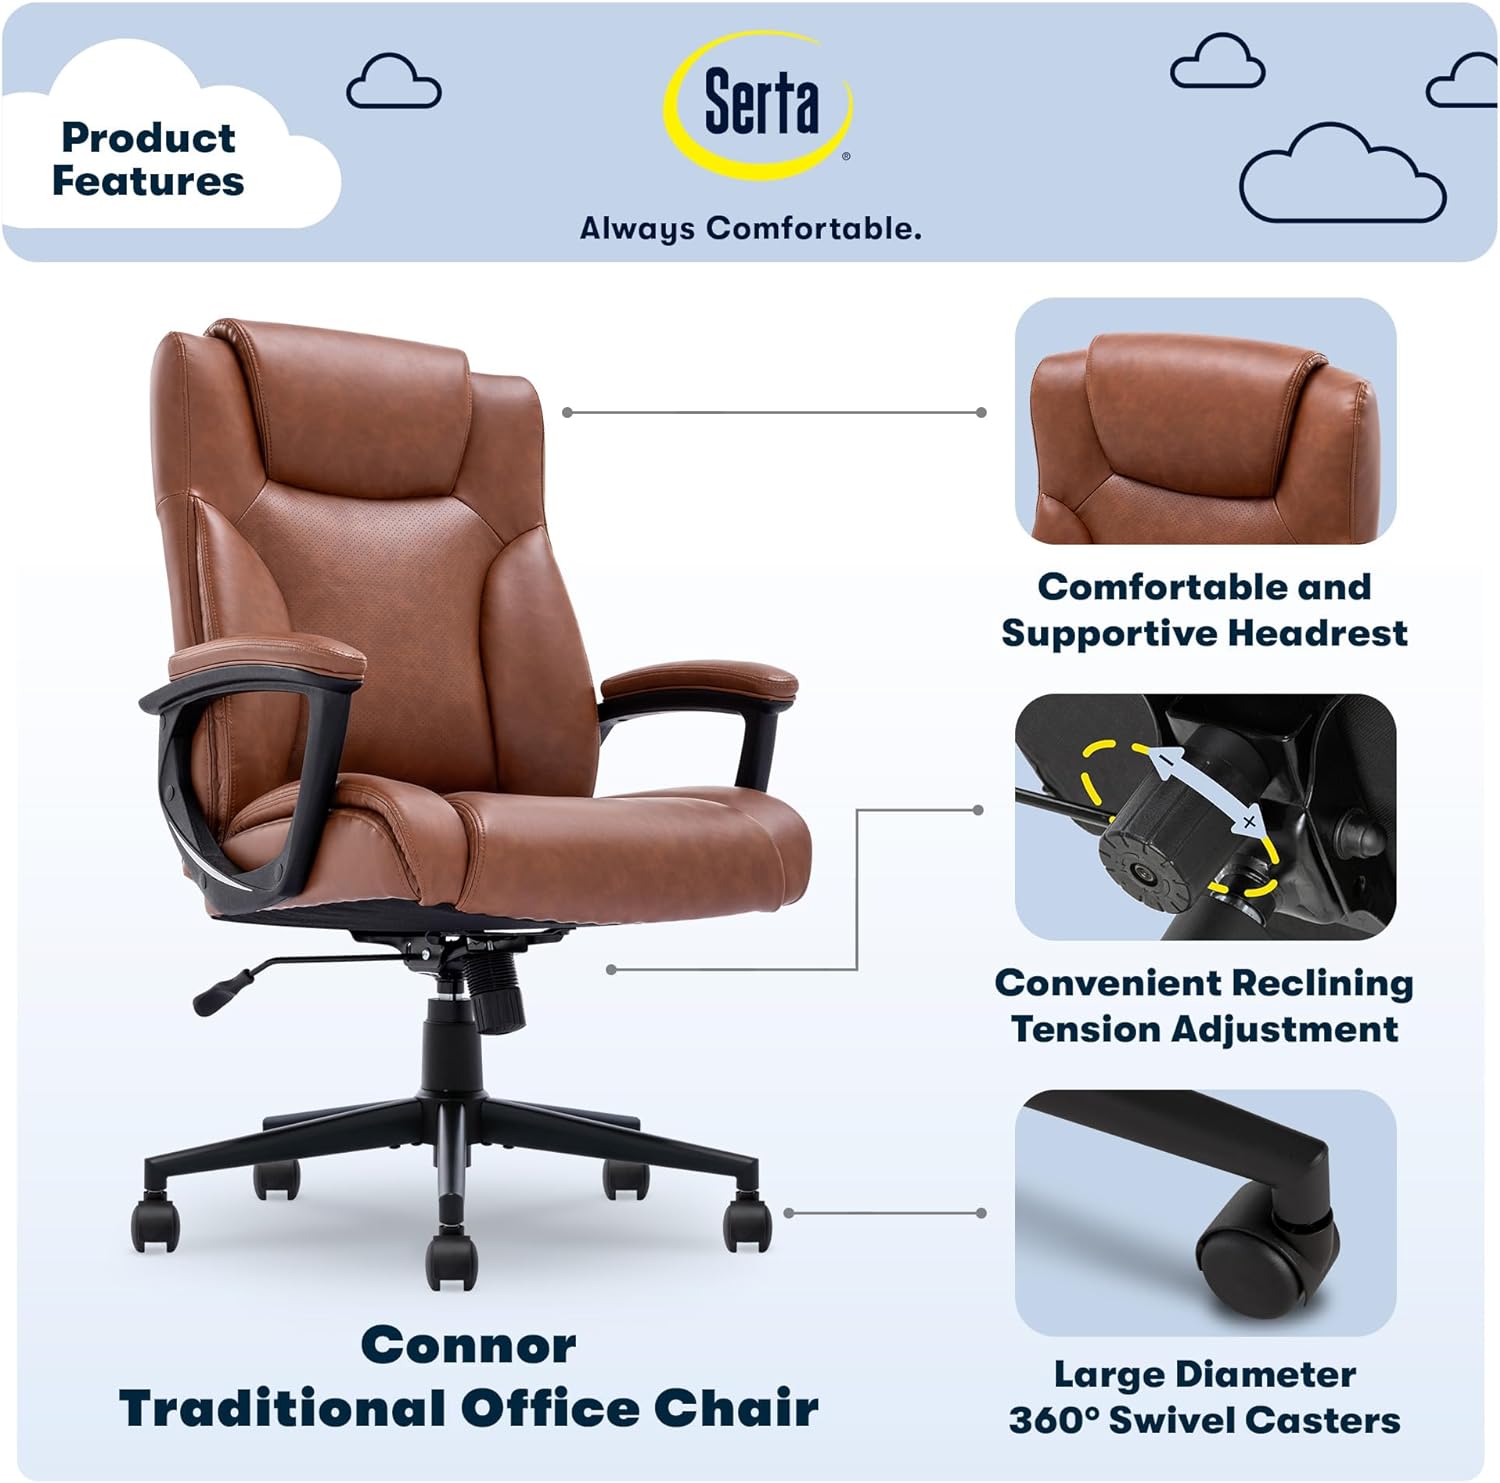 Product
Features
Serta
®
Always Comfortable.
Comfortable and
Supportive Headrest
-
+
Convenient Reclining
Tension Adjustment
Large Diameter
360° Swivel Casters
Connor
Traditional Office Chair